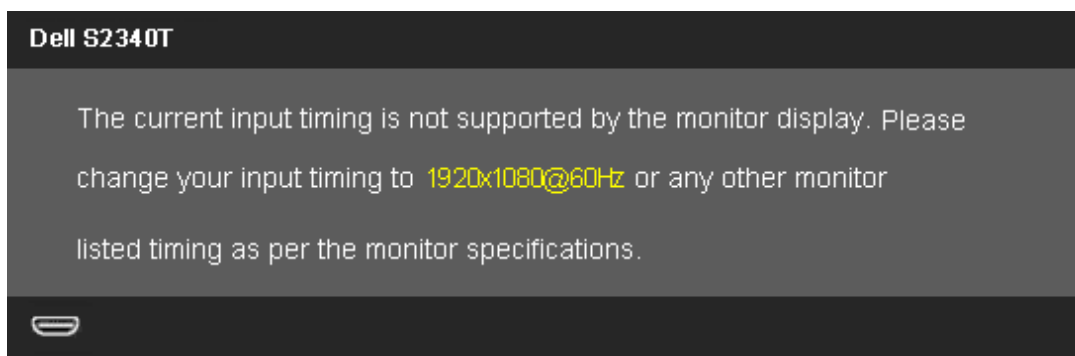 Dell S2340T
The current input timing is not supported by the monitor display. Please
change your input timing to 1920x1080@60Hz or any other monitor
listed timing as per the monitor specifications.